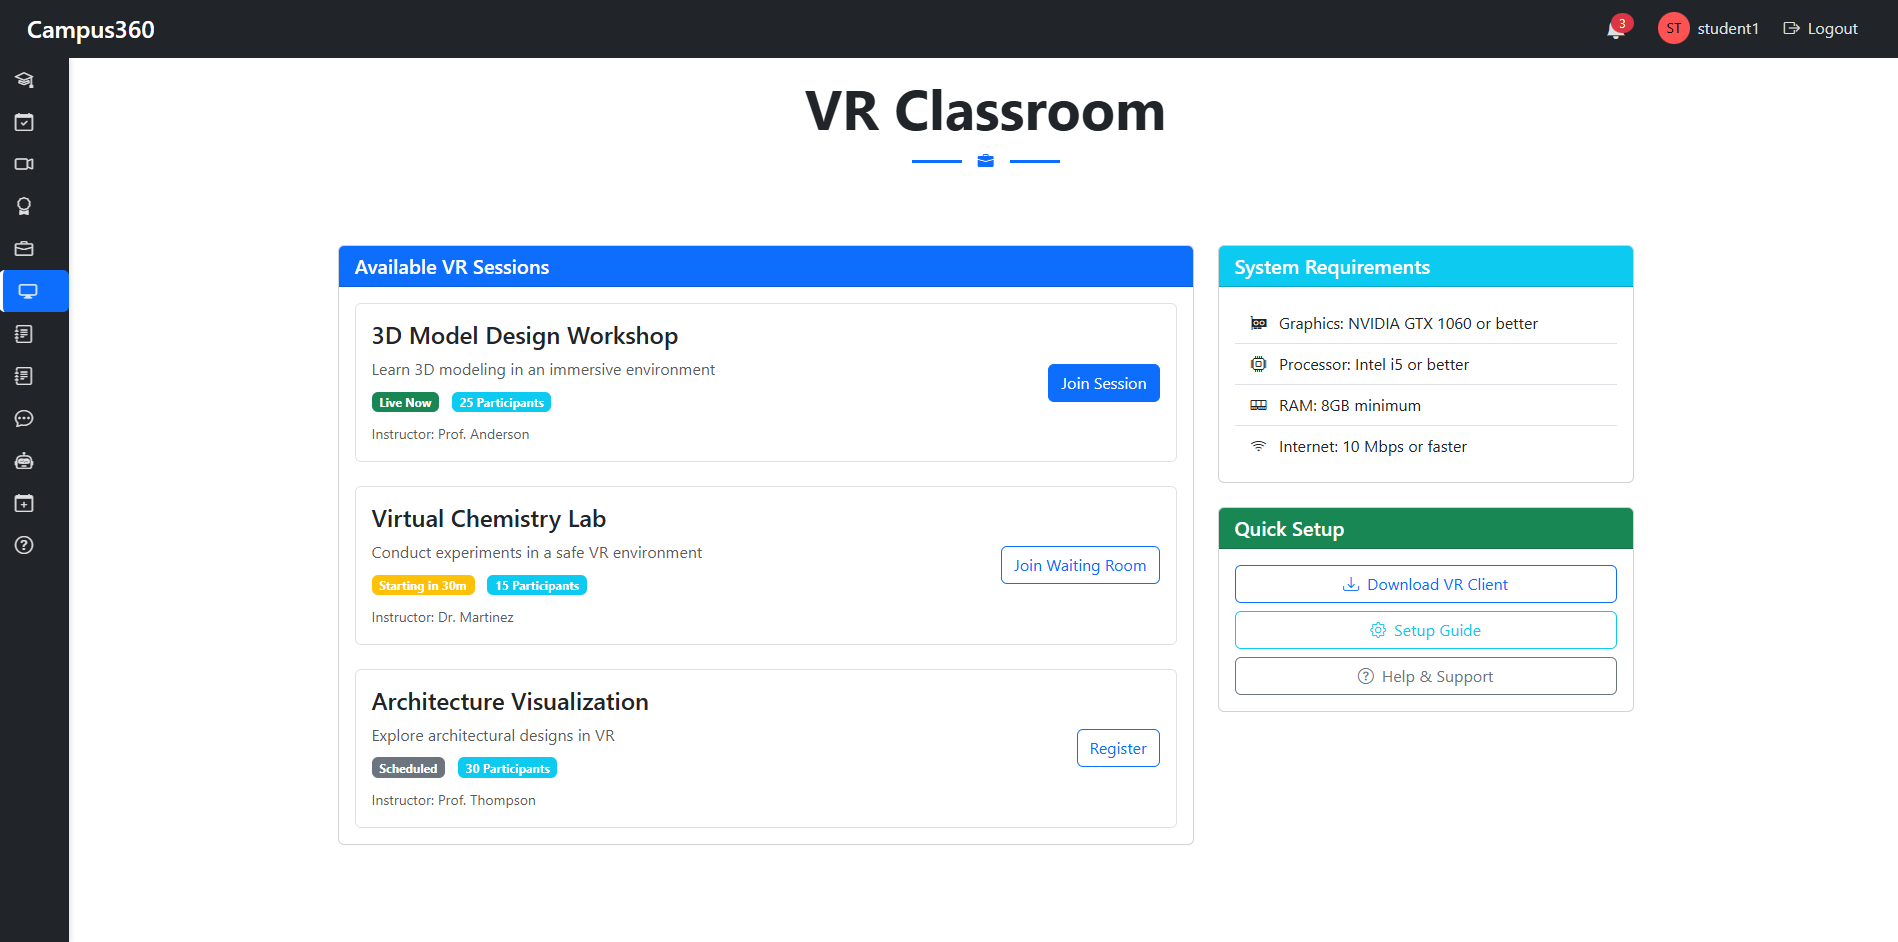 Campus360
3
ST
student1
Logout
VR Classroom
Available VR Sessions
3D Model Design Workshop
Learn 3D modeling in an immersive environment
Live Now
25 Participants
Instructor: Prof. Anderson
Join Session
Virtual Chemistry Lab
Conduct experiments in a safe VR environment
Starting in 30m
15 Participants
Instructor: Dr. Martinez
Join Waiting Room
Architecture Visualization
Explore architectural designs in VR
Scheduled
30 Participants
Instructor: Prof. Thompson
Register
System Requirements
Graphics: NVIDIA GTX 1060 or better
Processor: Intel i5 or better
RAM: 8GB minimum
Internet: 10 Mbps or faster
Quick Setup
Download VR Client
Setup Guide
Help & Support